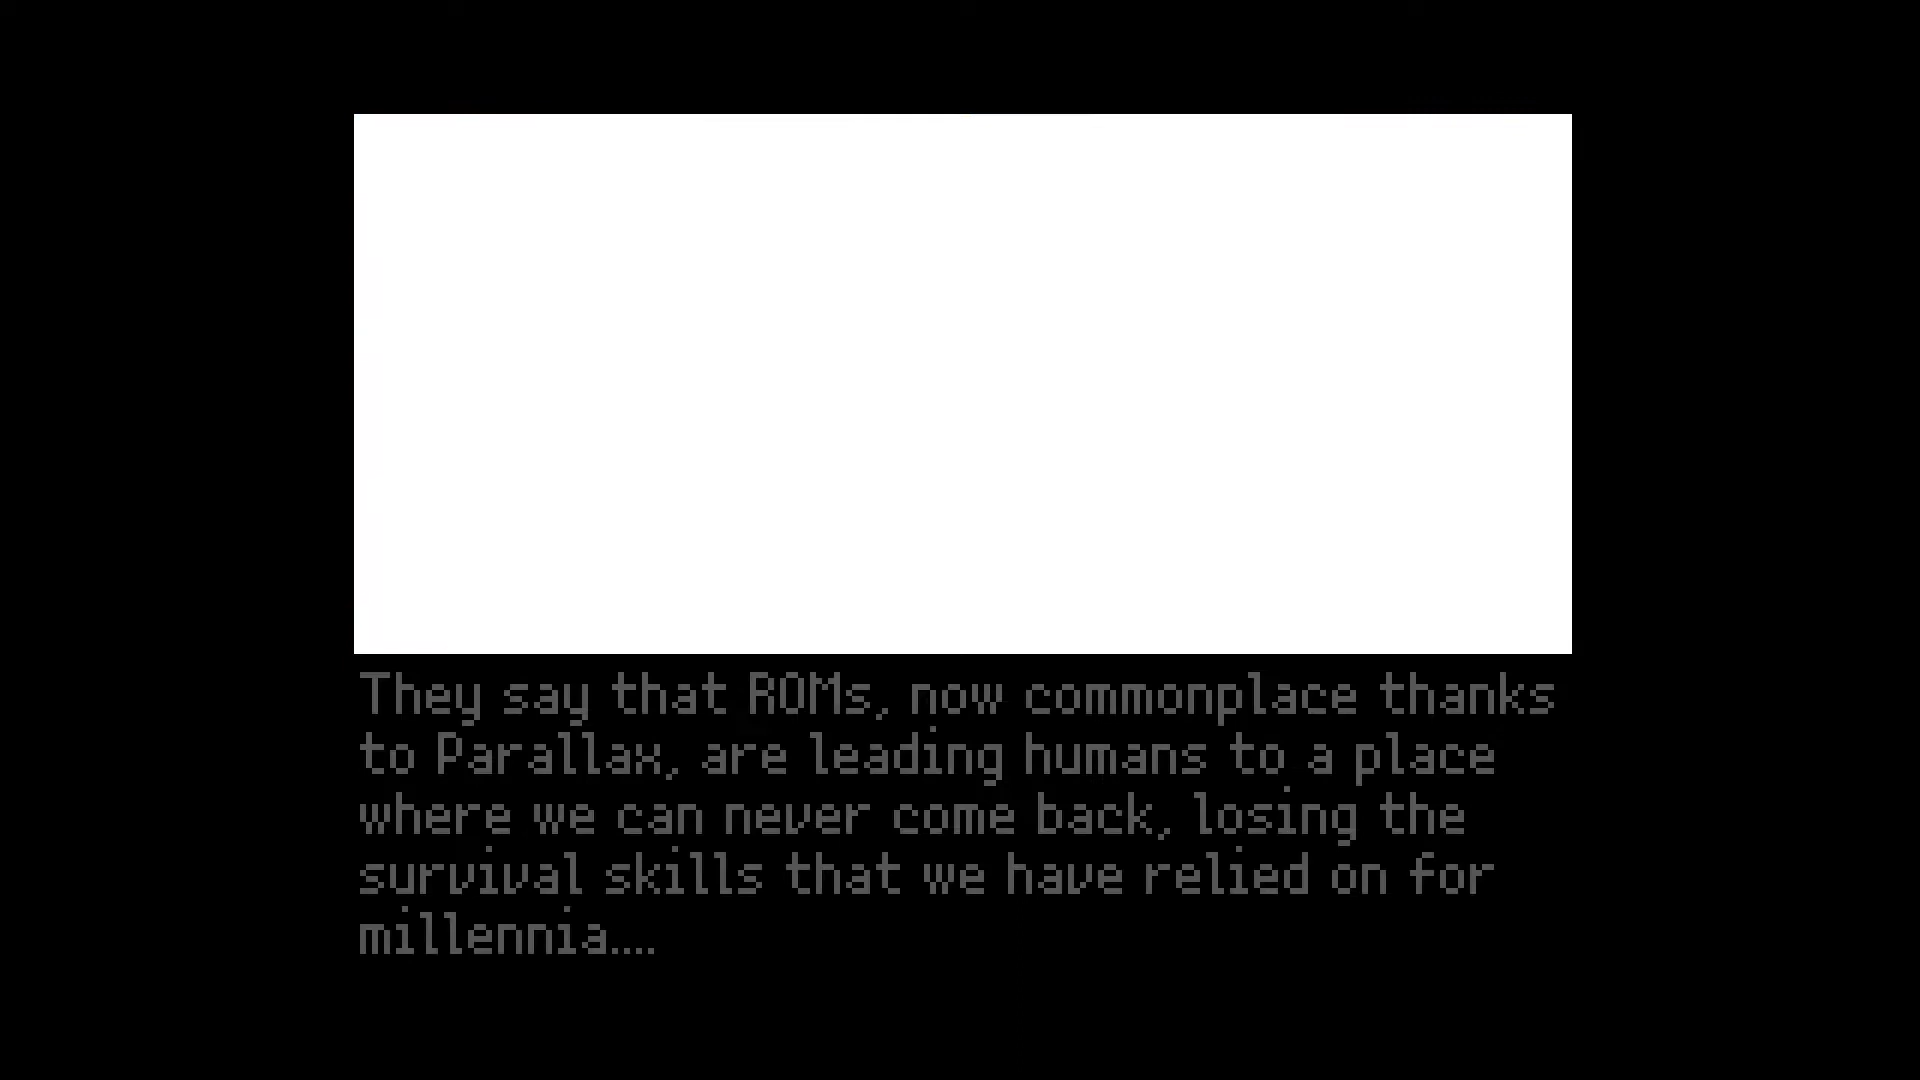 They say that ROMs, now commonplace thanks
to Parallax, are leading humans to a place
where we can never come back, losing the
survival skills that we have relied on for
millennia....